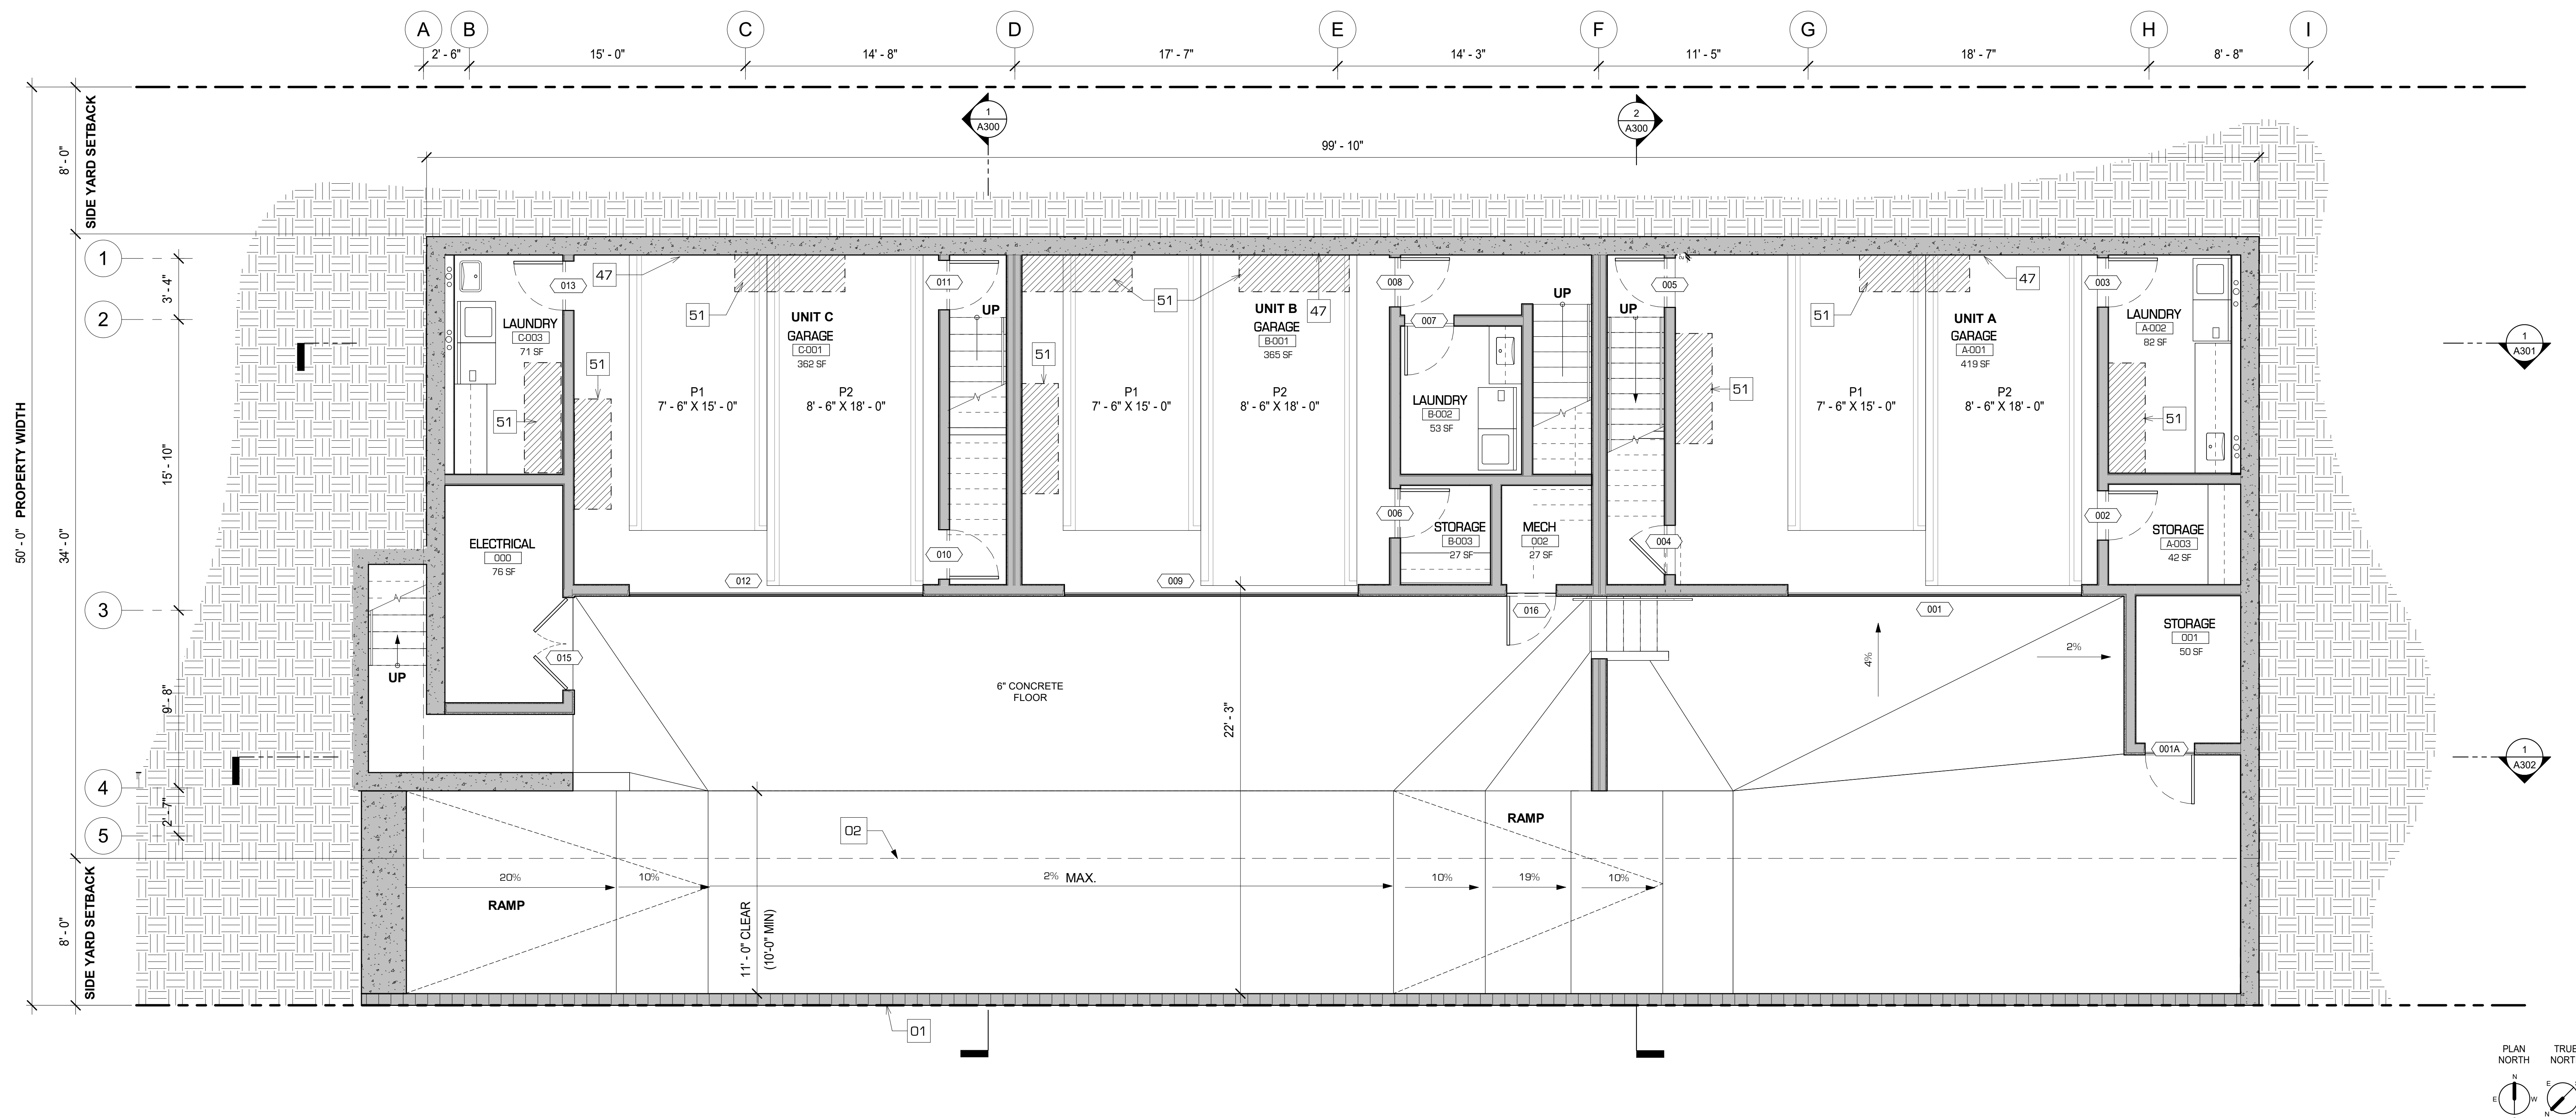 A B C D E F G H I
2' - 6" 15' - 0" 14' - 8" 17' - 7" 14' - 3" 11' - 5" 18' - 7" 8' - 8"
1
A300
2
A300
99' - 10"
8' - 0"
SIDE YARD SETBACK
50' - 0" PROPERTY WIDTH
34' - 0"
8' - 0"
SIDE YARD SETBACK
1
3' - 4"
2
15' - 10"
3
9' - 8"
4
2' - 7"
5
LAUNDRY
C-003
71 SF
51
013
47
51
51
UNIT C
GARAGE
C-001
362 SF
P1
7' - 6" X 15' - 0"
P2
8' - 6" X 18' - 0"
011
UP
010
012
ELECTRICAL
000
76 SF
015
UP
51
51
UNIT B
GARAGE
B-001
365 SF
47
P1
7' - 6" X 15' - 0"
P2
8' - 6" X 18' - 0"
009
008
007
LAUNDRY
B-002
53 SF
UP
006
STORAGE
B-003
27 SF
MECH
002
27 SF
016
UP
005
004
51
51
47
UNIT A
GARAGE
A-001
419 SF
P1
7' - 6" X 15' - 0"
P2
8' - 6" X 18' - 0"
001
003
LAUNDRY
A-002
82 SF
51
002
STORAGE
A-003
42 SF
STORAGE
001
50 SF
001A
1
A301
1
A302
6" CONCRETE
FLOOR
22' - 3"
4%
2%
02
20% 10% 2% MAX. 10% 19% 10%
RAMP
RAMP
11' - 0" CLEAR
(10'-0" MIN)
01
PLAN
NORTH
N
E W
TRUE
E
N